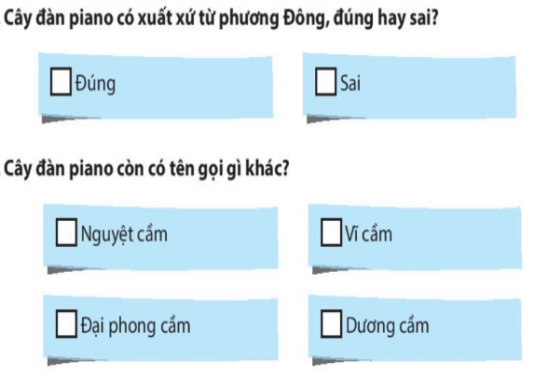 Cây đàn piano có xuất xứ từ phương Đông, đúng hay sai?
Đúng
Sai
Cây đàn piano còn có tên gọi gì khác?
Nguyệt cầm
Vĩ cầm
Đại phong cầm
Dương cầm